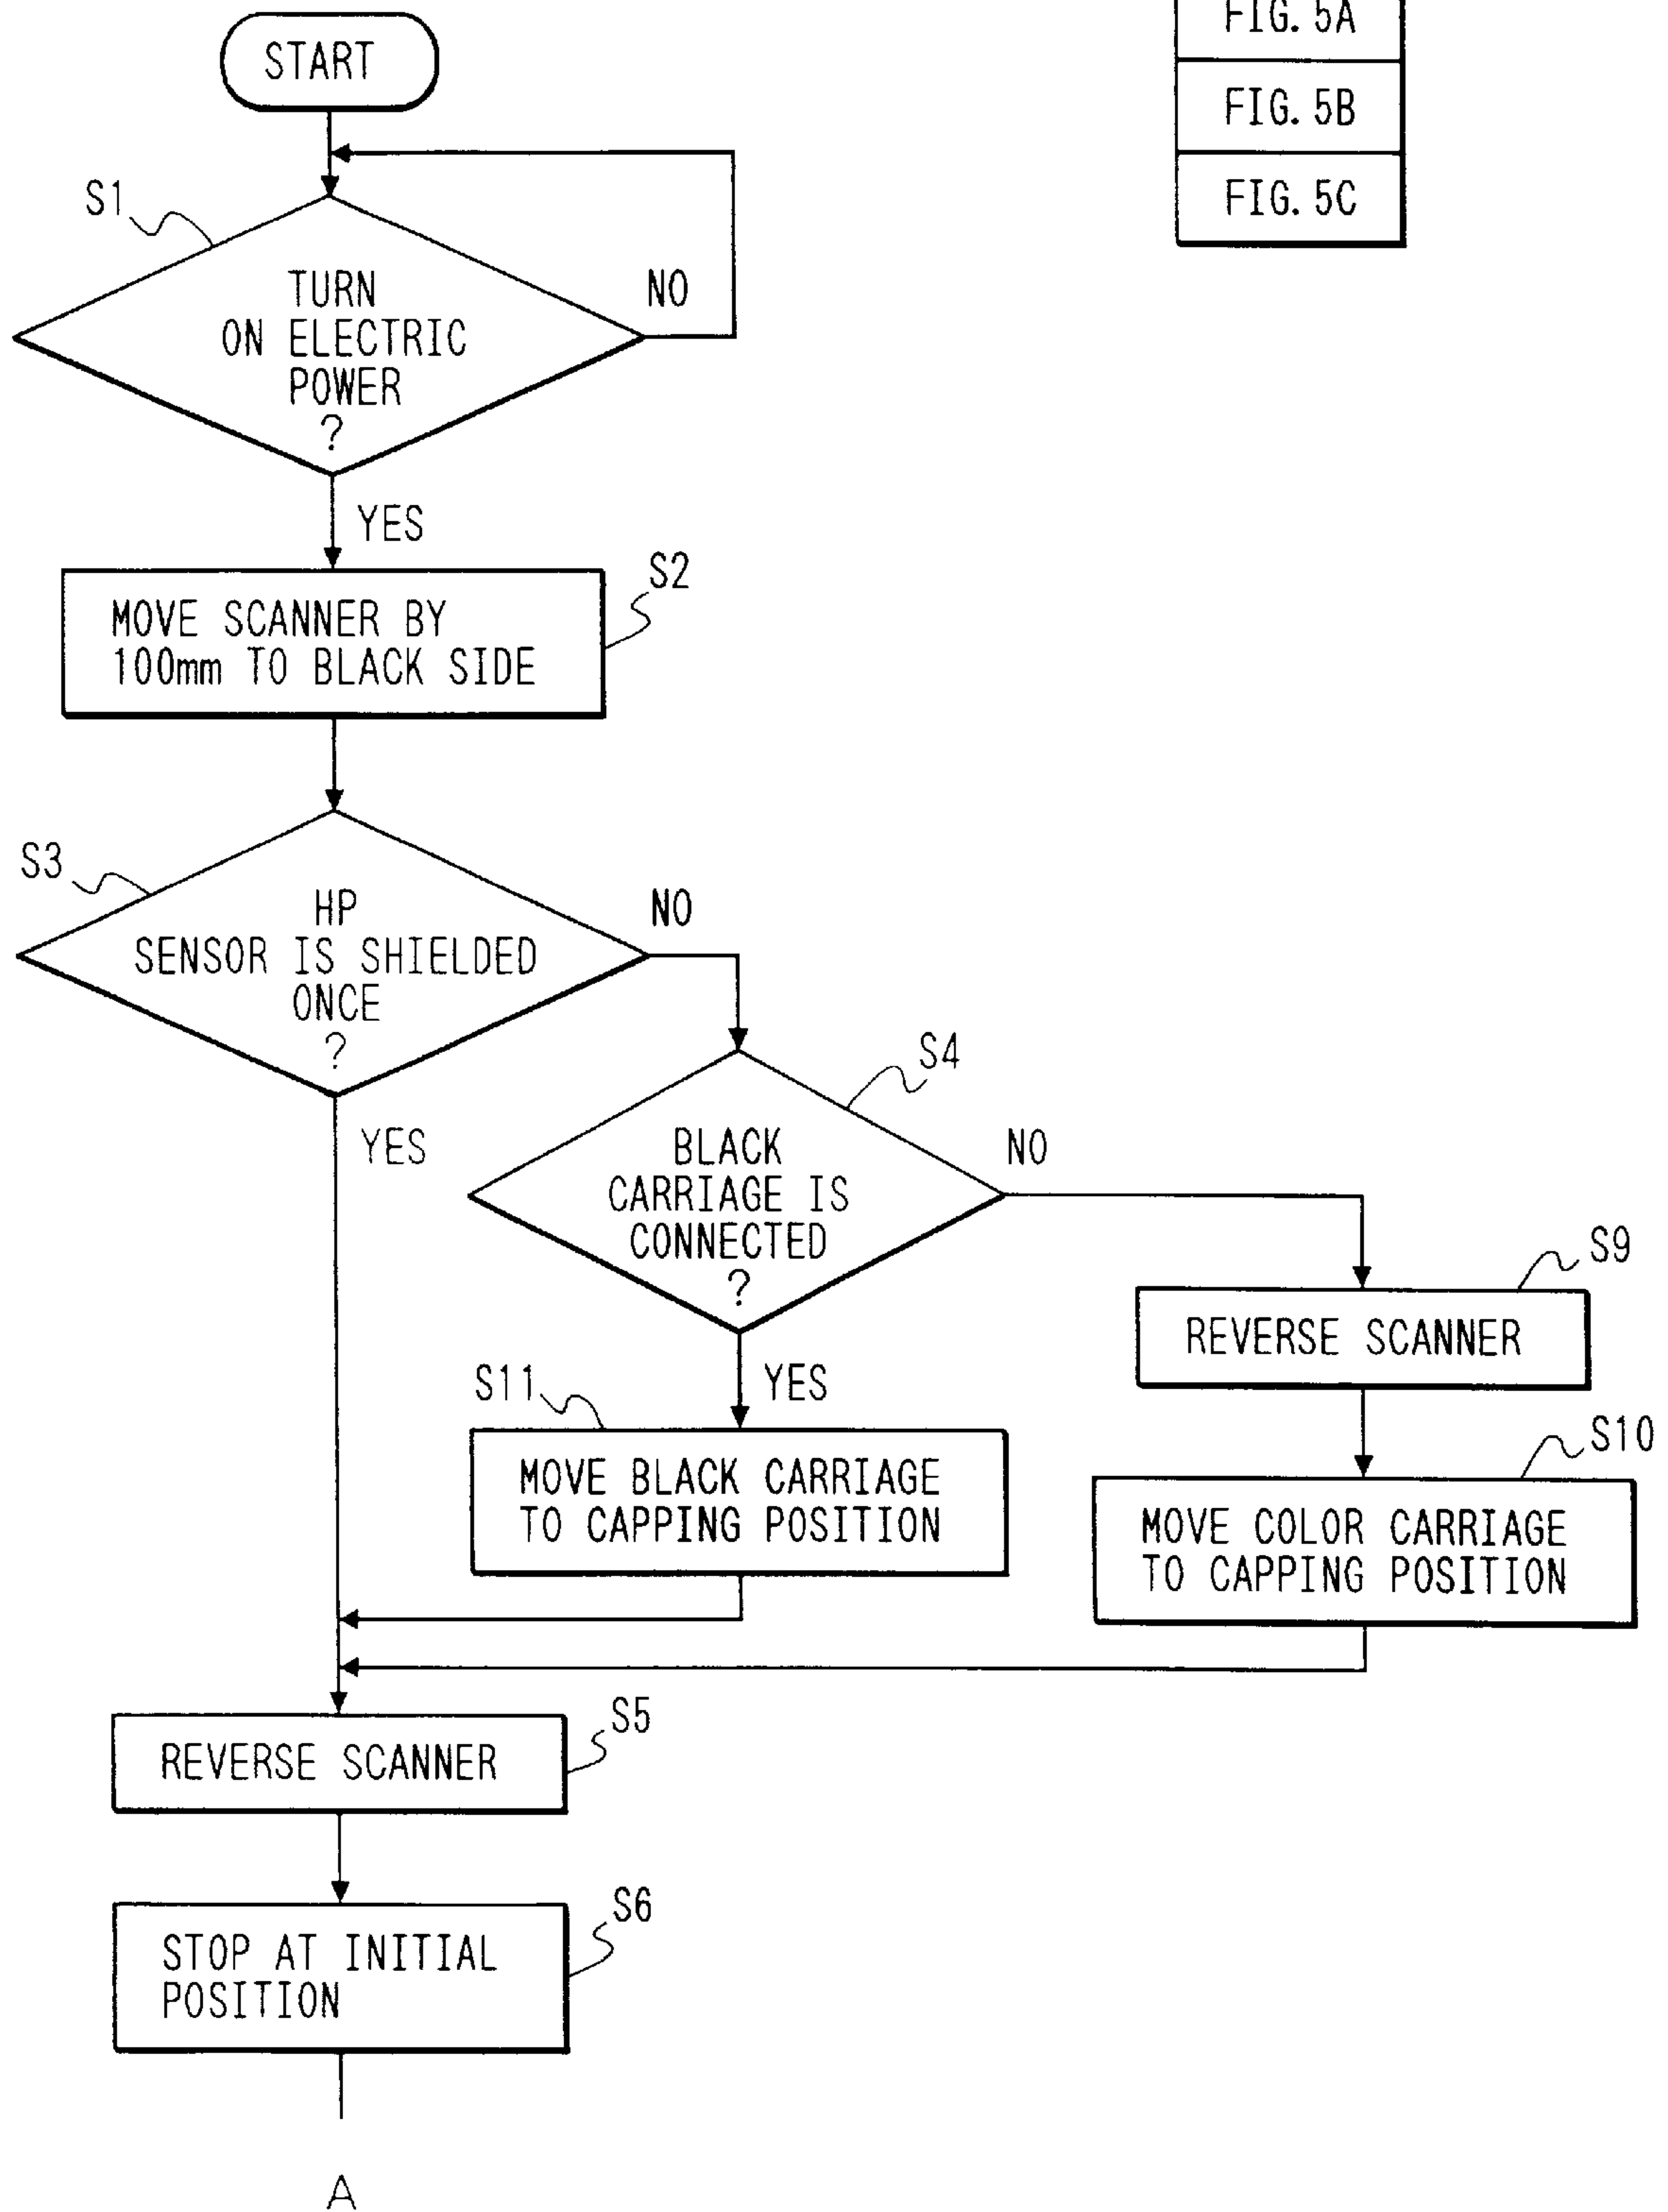 FIG. 5A
FIG. 5B
FIG. 5C
START
S1
TURN
ON ELECTRIC
POWER
?
NO
YES
S2
MOVE SCANNER BY
100mm TO BLACK SIDE
S3
HP
SENSOR IS SHIELDED
ONCE
?
NO
YES
S4
BLACK
CARRIAGE IS
CONNECTED
?
NO
YES
S9
REVERSE SCANNER
S11
MOVE BLACK CARRIAGE
TO CAPPING POSITION
S10
MOVE COLOR CARRIAGE
TO CAPPING POSITION
S5
REVERSE SCANNER
S6
STOP AT INITIAL
POSITION
A